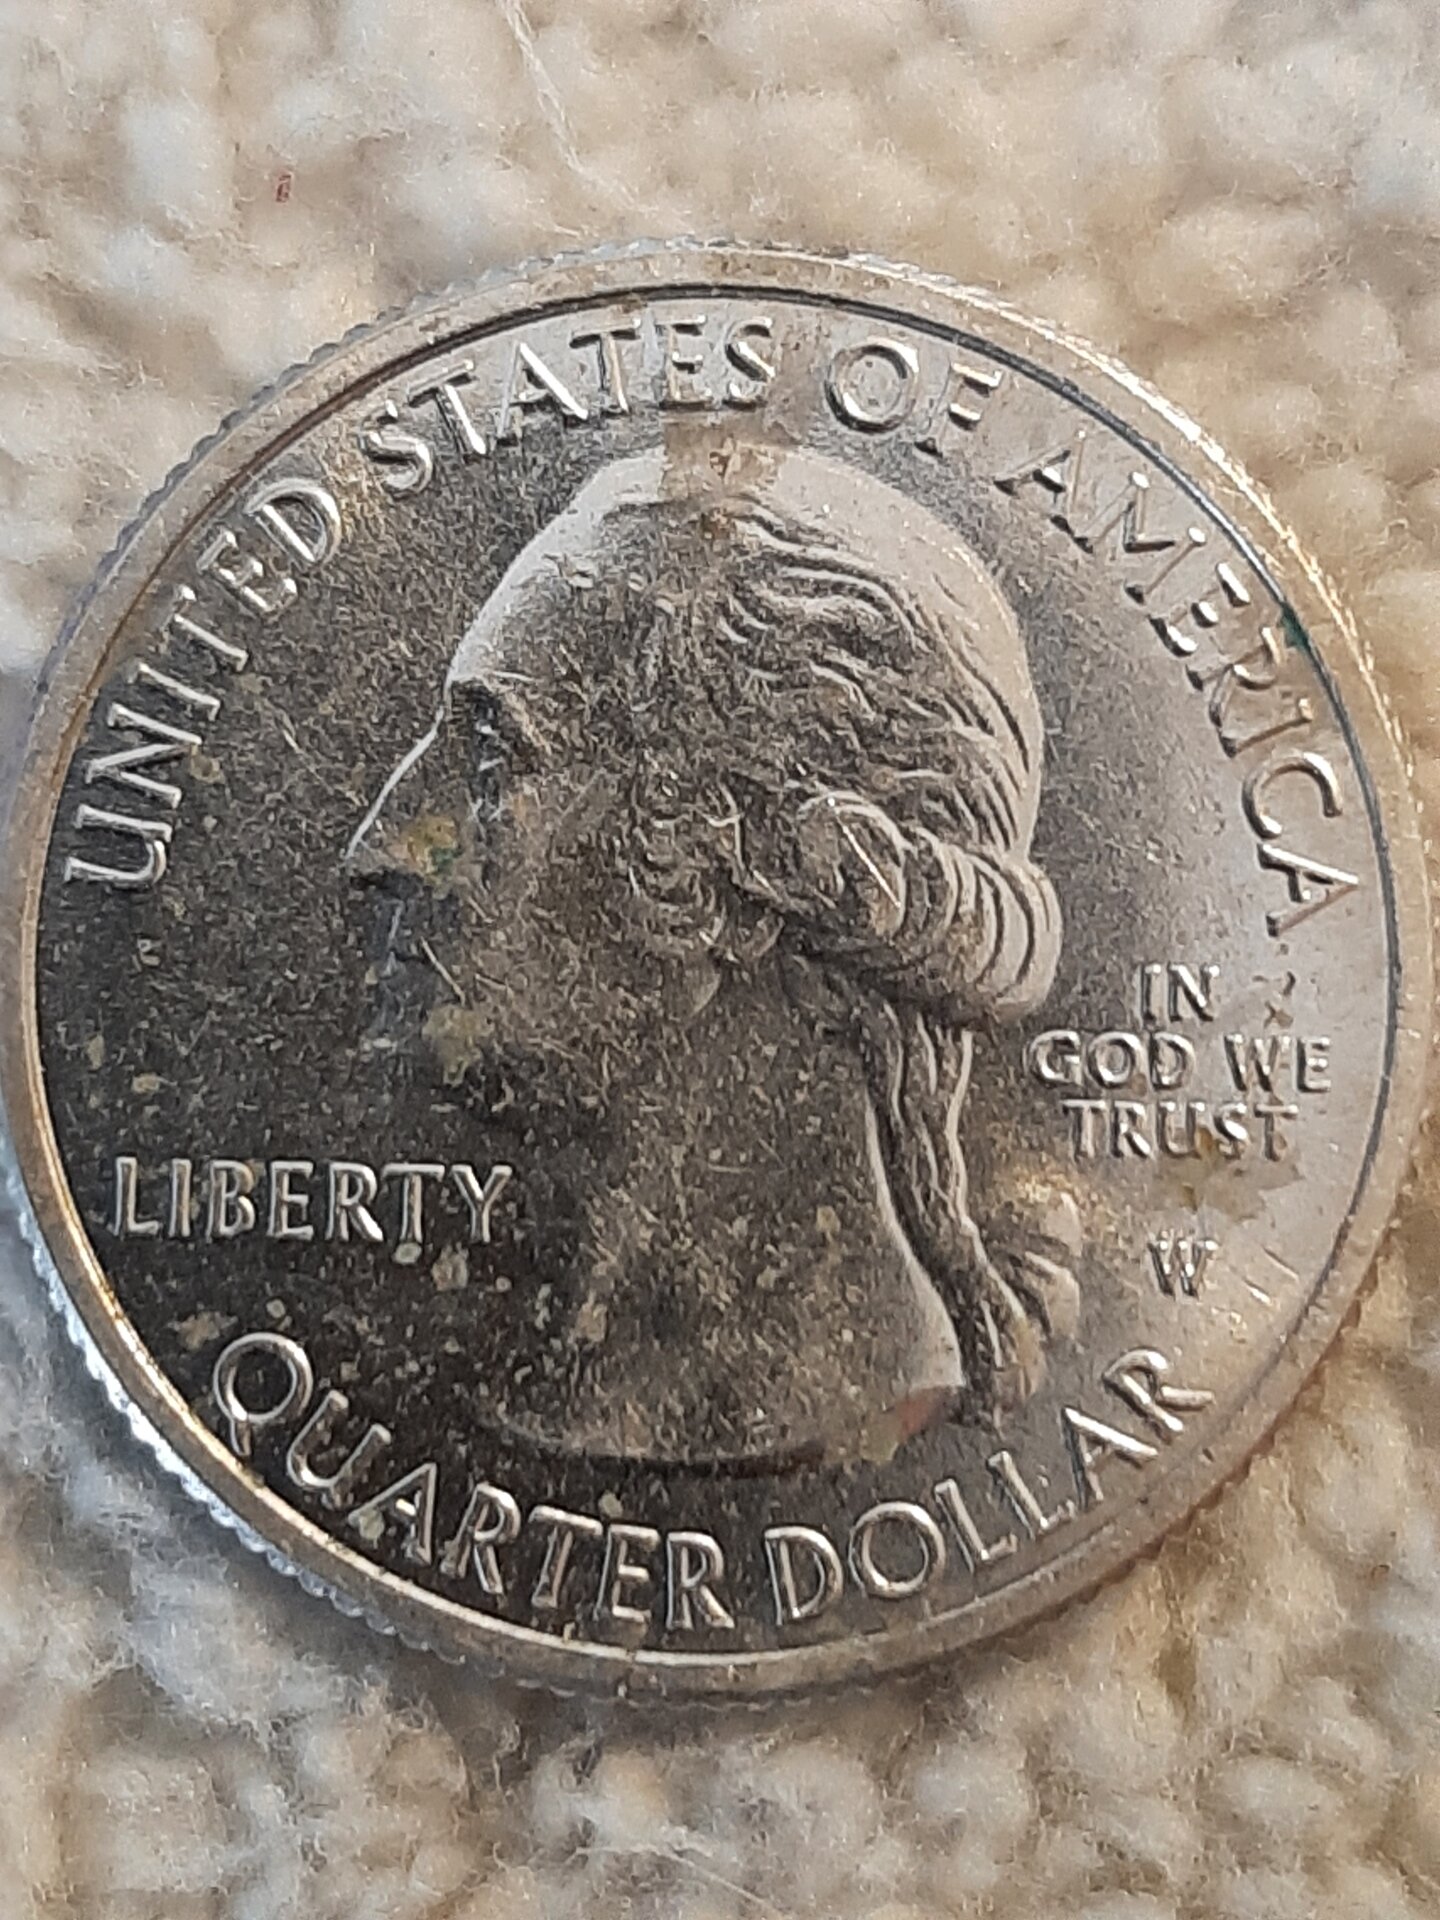 UNITED STATES OF AMERICA
IN
GOD WE
TRUST
LIBERTY
W
QUARTER DOLLAR